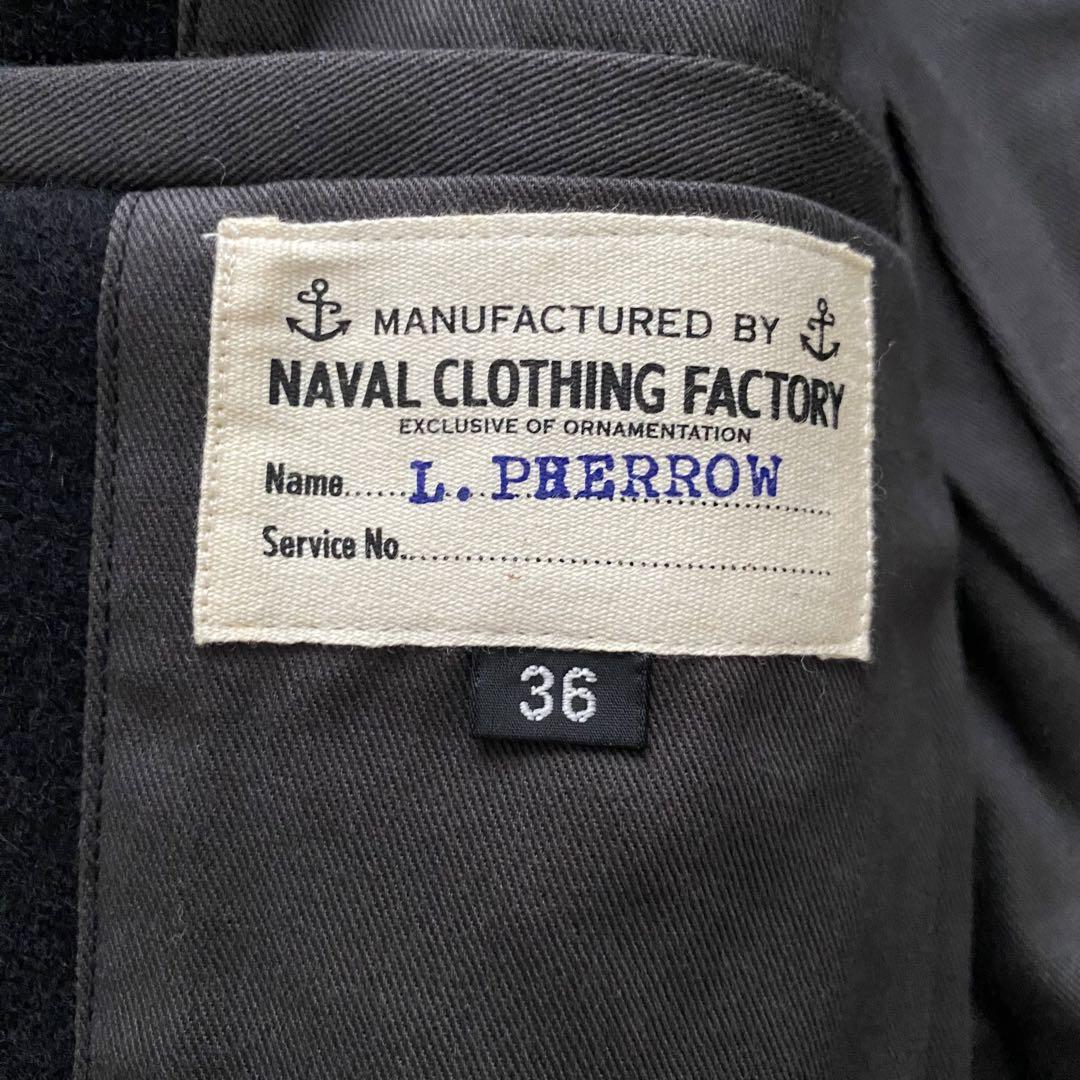 MANUFACTURED BY
NAVAL CLOTHING FACTORY
EXCLUSIVE OF ORNAMENTATION
Name......L. PHERROW
Service No.
36